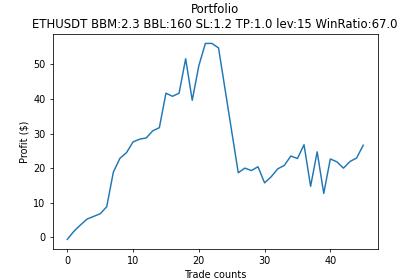 Portfolio
ETHUSDT BBM:2.3 BBL:160 SL:1.2 TP:1.0 lev:15 WinRatio:67.0
50
40
30
20
10
0
Profit ($)
0 10 20 30 40
Trade counts